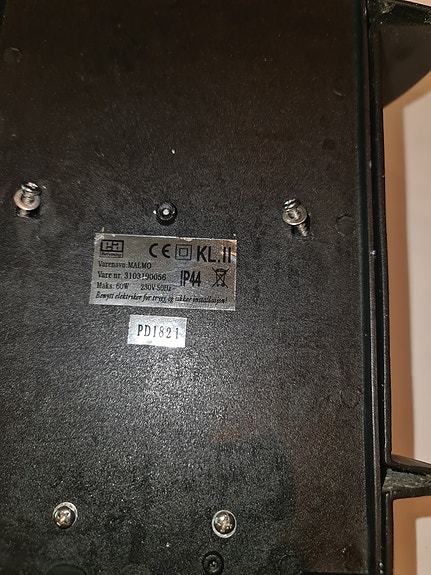 CE KL.II
Varenavn: MALMO
Vare nr. 3103190056 IP44
Maks. 60W 230V 50Hz
Benytt elektriker for trygg og sikker installasjon!
PD1821